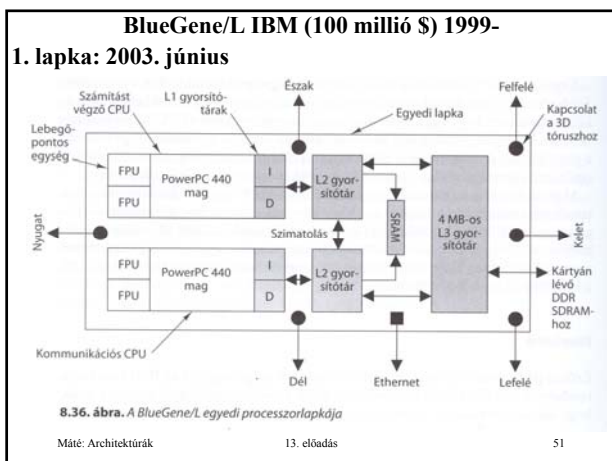 BlueGene/L IBM (100 millió $) 1999-
1. lapka: 2003. június
Számítást
végző CPU
L1 gyorsító-
tárak
Észak
Felfelé
Egyedi lapka
Kapcsolat
a 3D
tóruszhoz
Lebegő-
pontos
egység
FPU
FPU
PowerPC 440
mag
I
D
L2 gyor-
sítótár
Szimatolás
SRAM
4 MB-os
L3 gyor-
sítótár
Nyugat
Kelet
FPU
FPU
PowerPC 440
mag
I
D
L2 gyor-
sítótár
Kártyán
lévő
DDR
SDRAM-
hoz
Kommunikációs CPU
Dél
Ethernet
Lefelé
8.36. ábra. A BlueGene/L egyedi processzorlapkája
Máté: Architektúrák
13. előadás
51